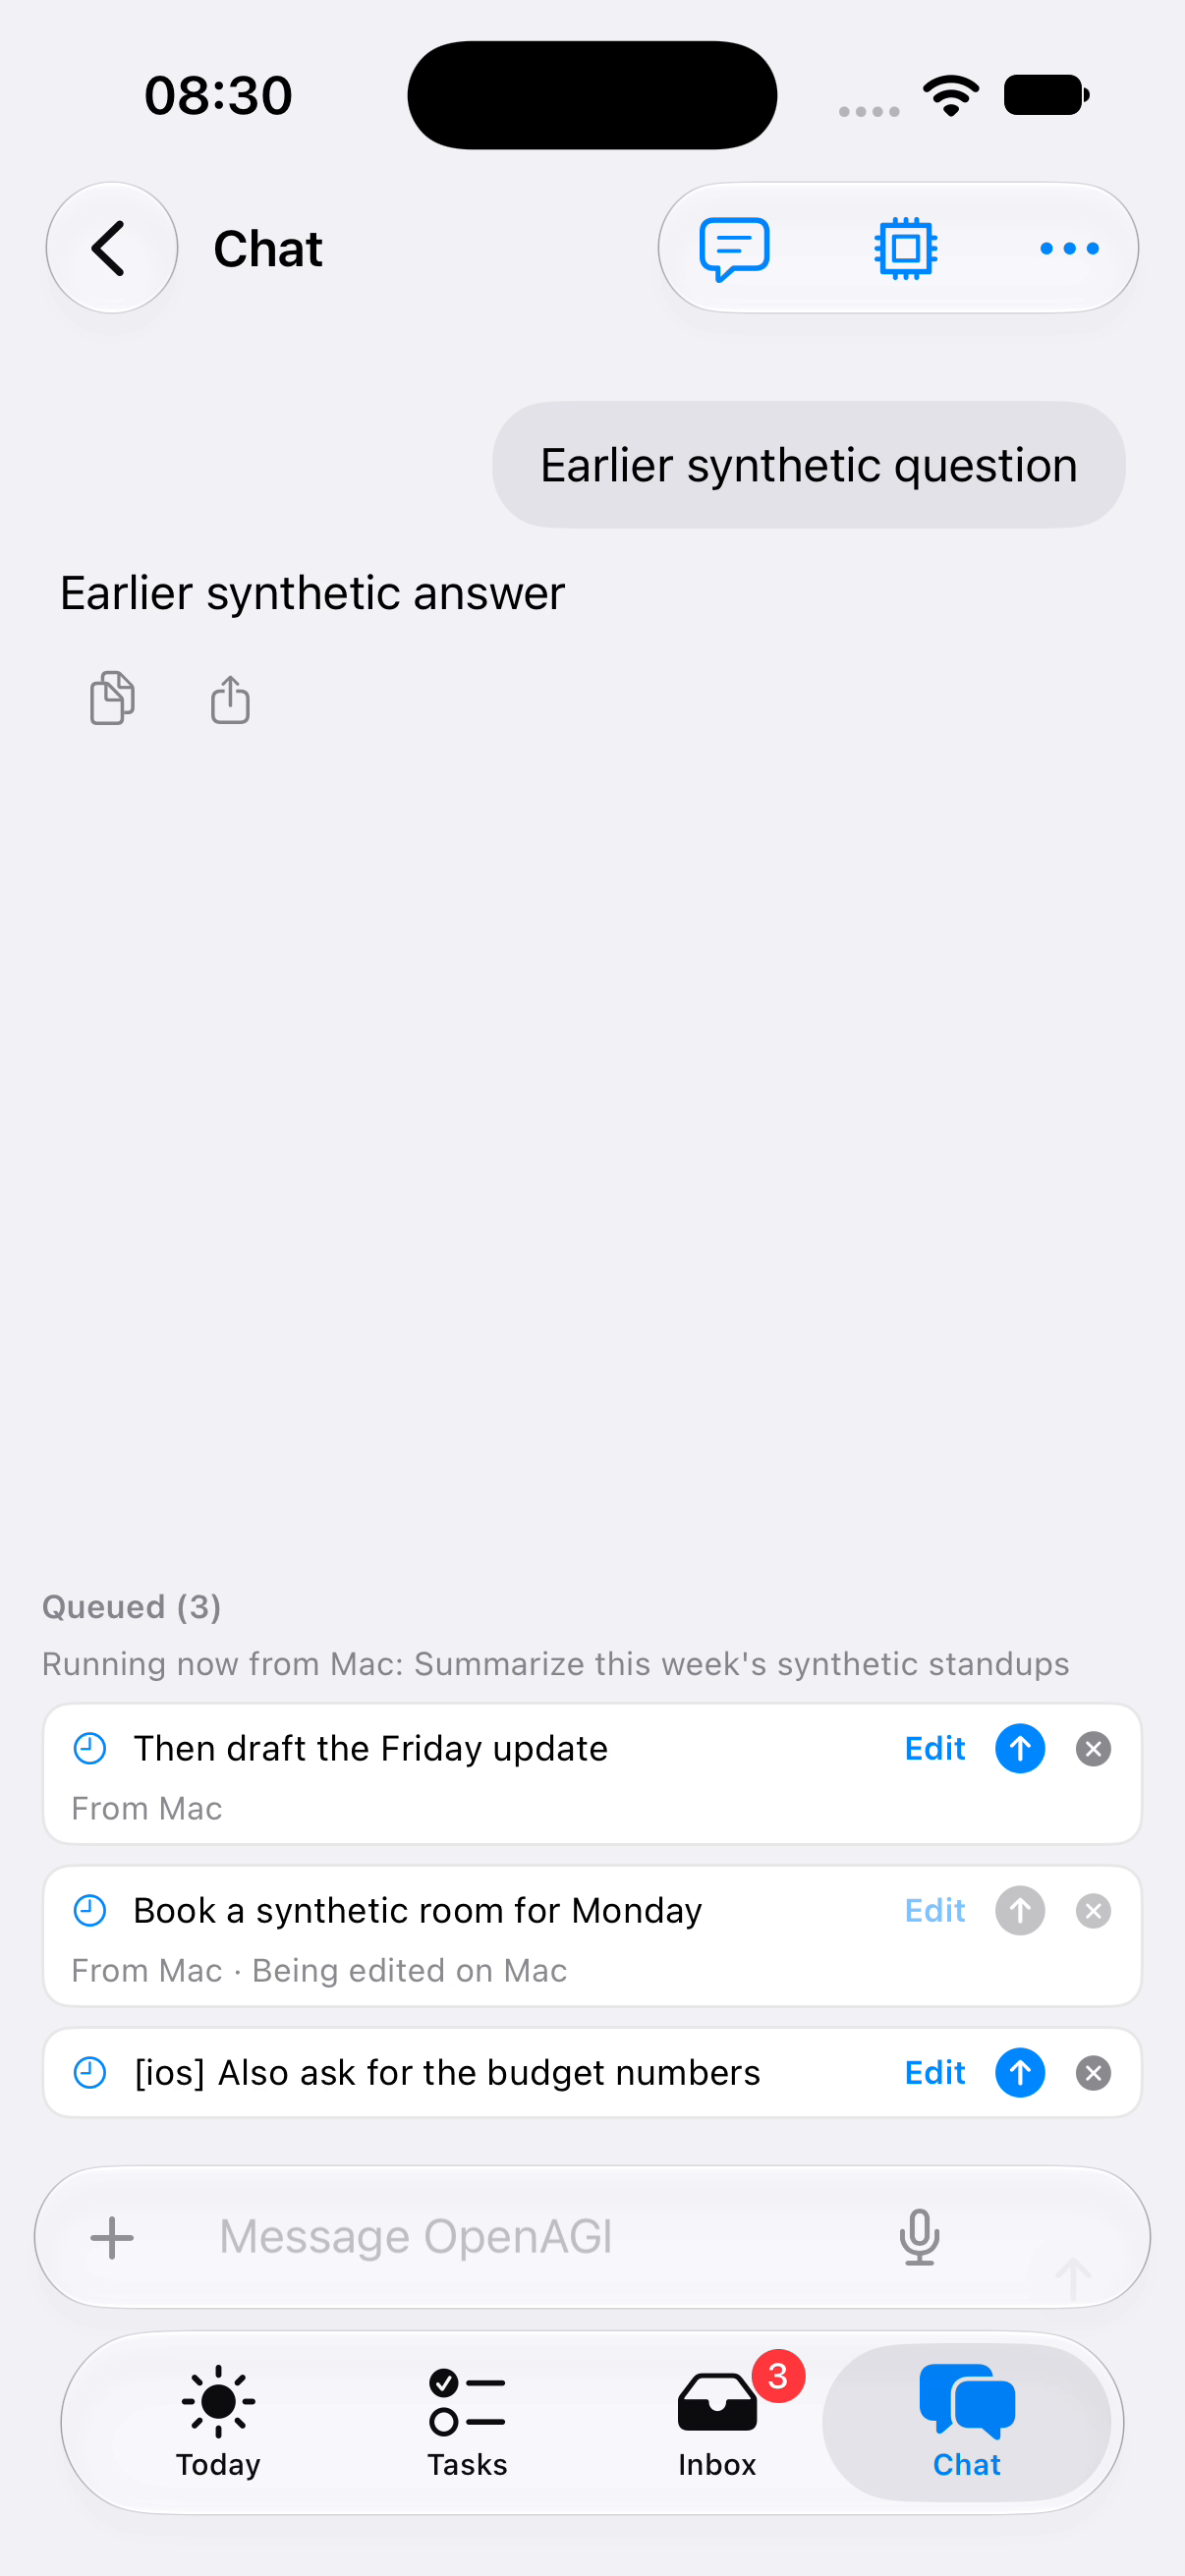 08:30
Chat
Earlier synthetic question
Earlier synthetic answer
Queued (3)
Running now from Mac: Summarize this week's synthetic standups
Then draft the Friday update Edit
From Mac
Book a synthetic room for Monday Edit
From Mac · Being edited on Mac
[ios] Also ask for the budget numbers Edit
Message OpenAGI
3
Today Tasks Inbox Chat